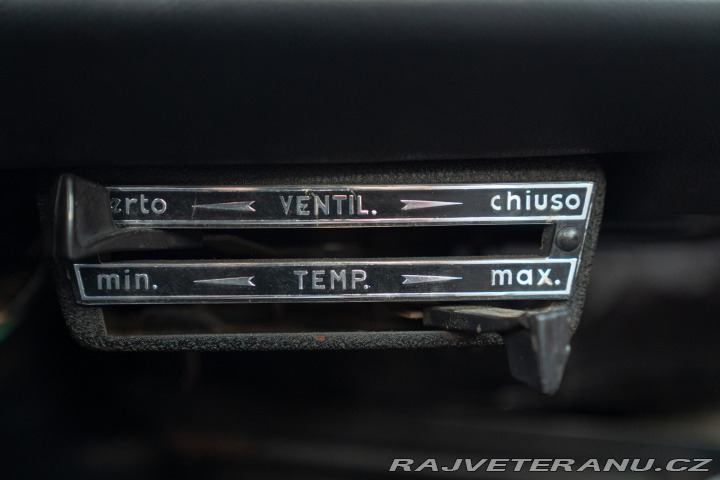 erto VENTIL. chiuso
min. TEMP. max.
RAJVETERANU.CZ